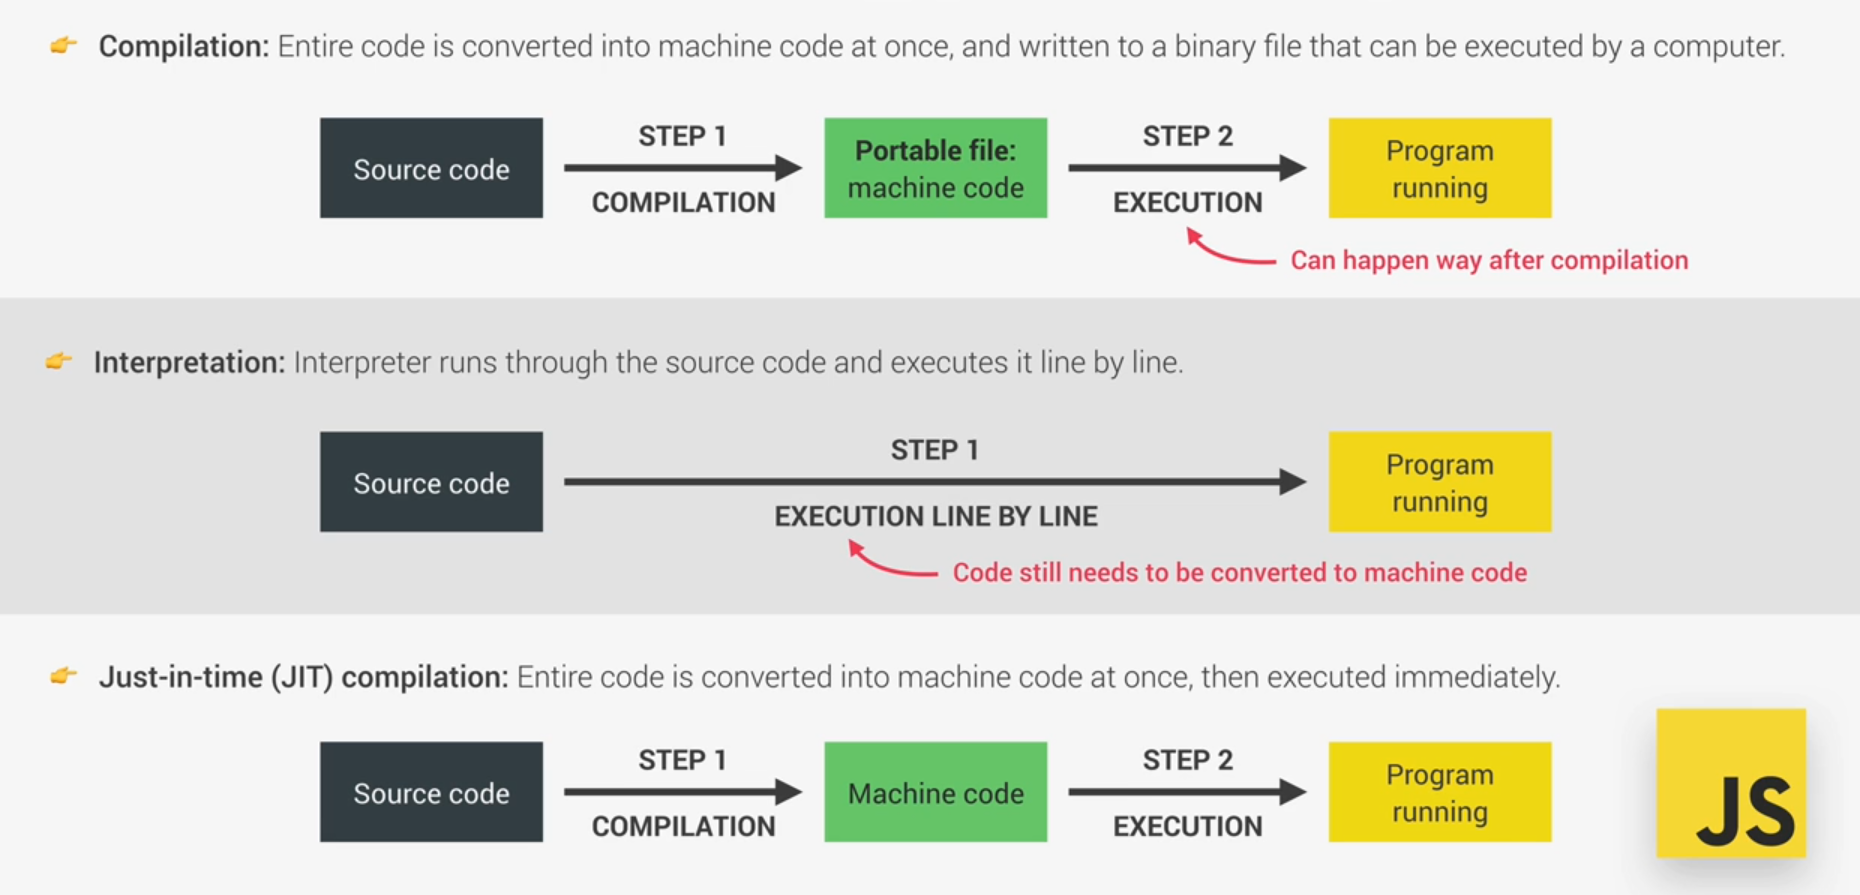 👉 Compilation: Entire code is converted into machine code at once, and written to a binary file that can be executed by a computer.
Source code
STEP 1
COMPILATION
Portable file:
machine code
STEP 2
EXECUTION
Program
running
Can happen way after compilation
👉 Interpretation: Interpreter runs through the source code and executes it line by line.
Source code
STEP 1
EXECUTION LINE BY LINE
Program
running
Code still needs to be converted to machine code
👉 Just-in-time (JIT) compilation: Entire code is converted into machine code at once, then executed immediately.
Source code
STEP 1
COMPILATION
Machine code
STEP 2
EXECUTION
Program
running
JS